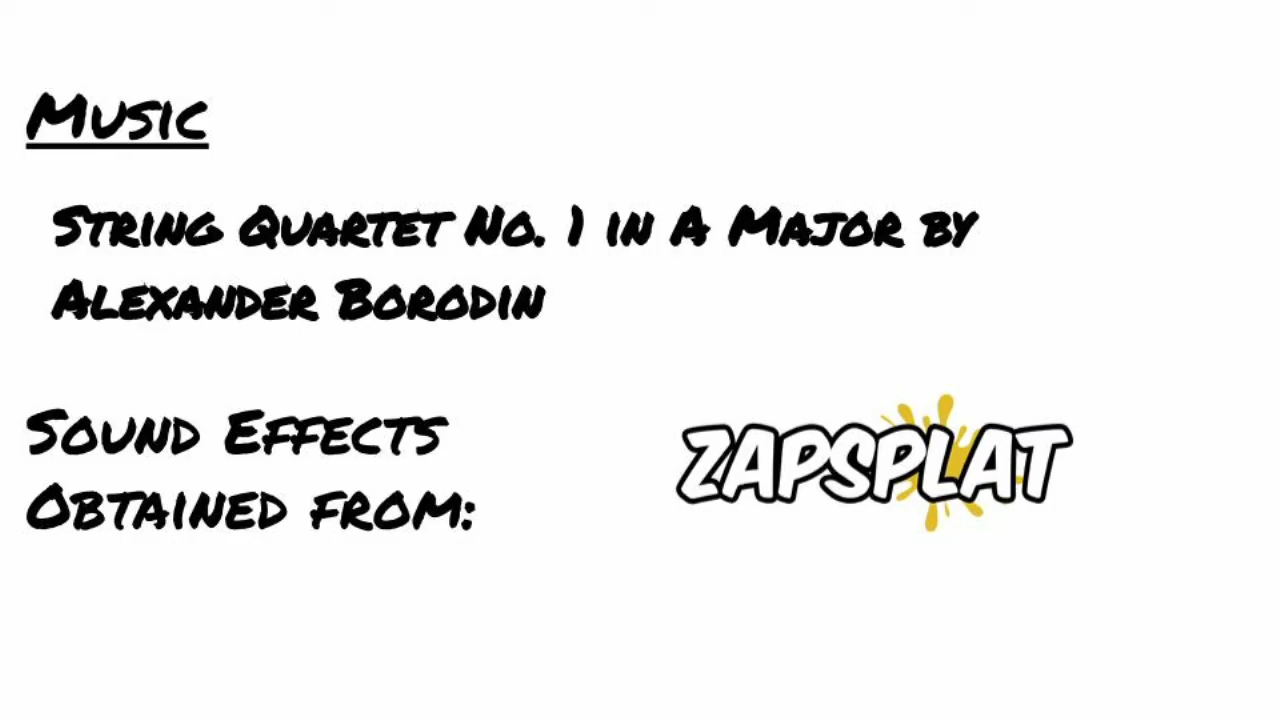 Music
String Quartet No. 1 in A Major by
Alexander Borodin
Sound Effects
Obtained from:
ZAPSPLAT